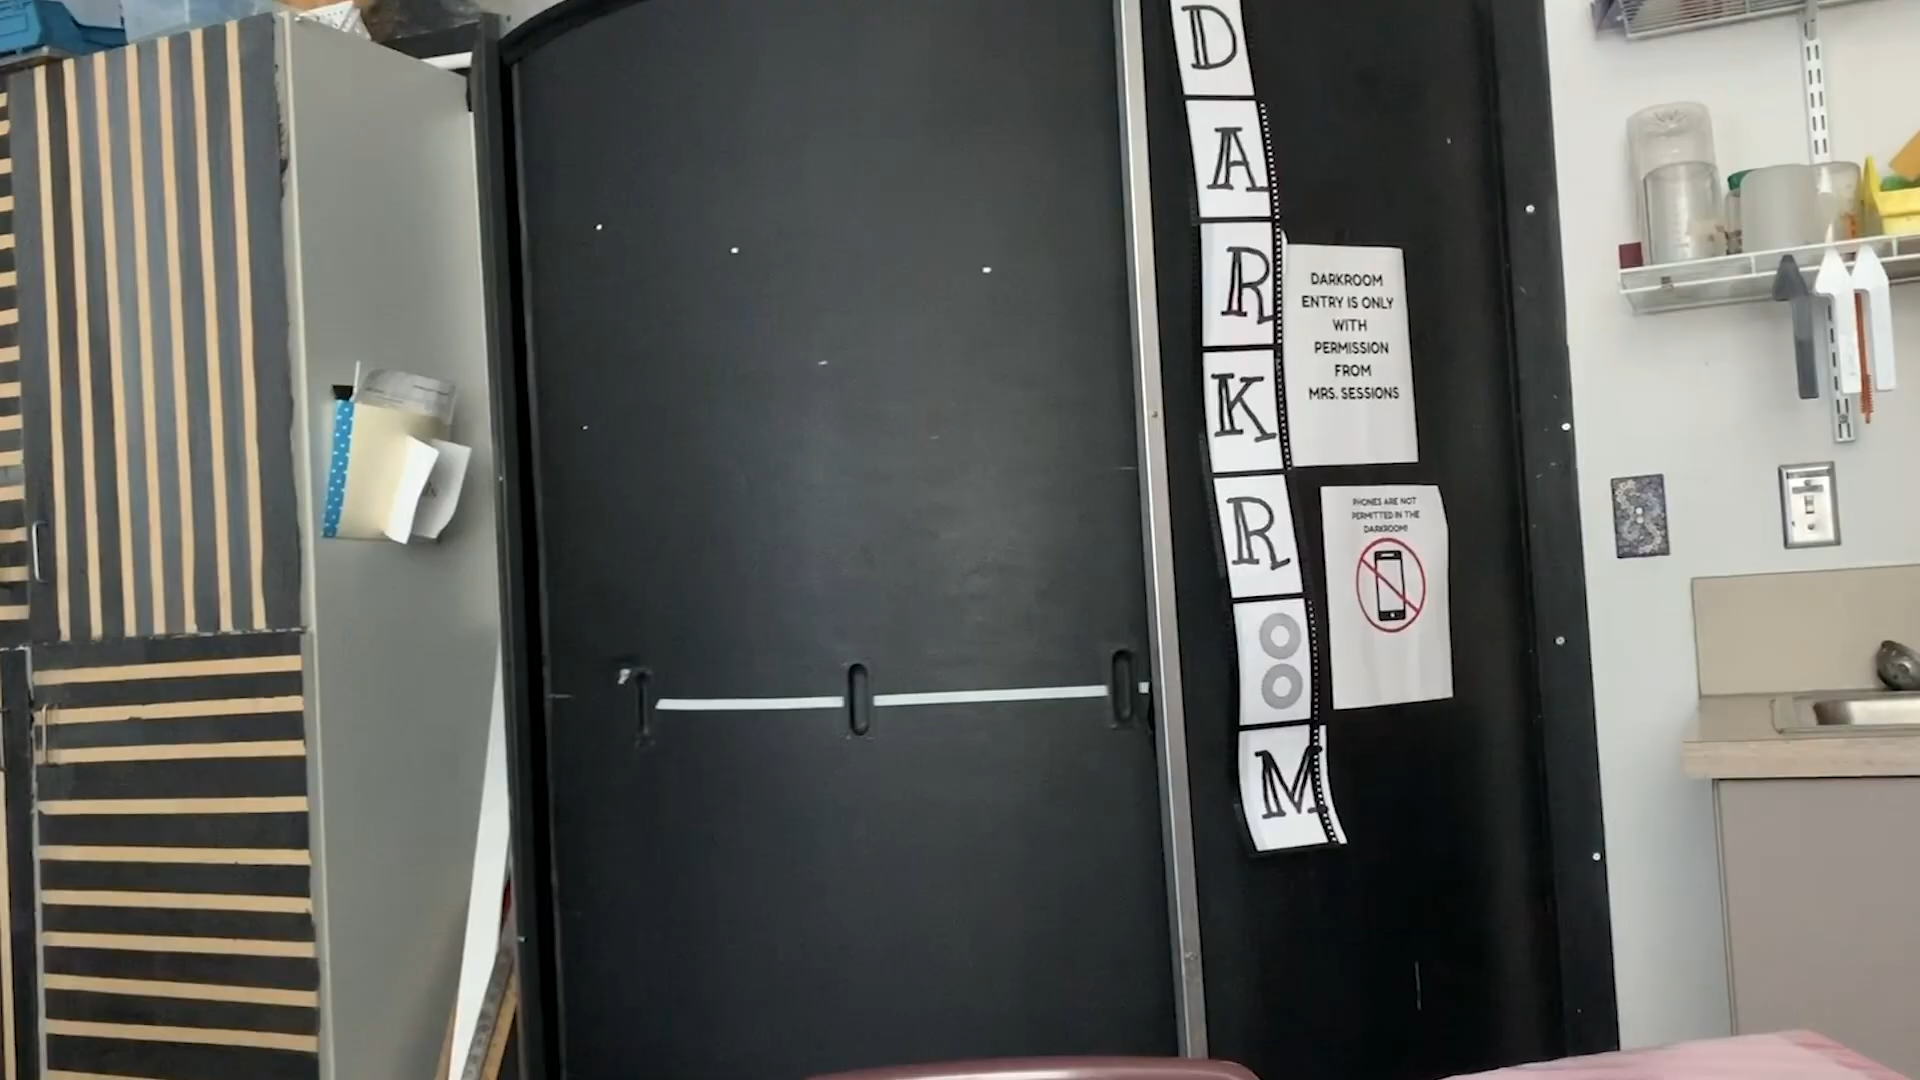 D
A
R
K
R
O
O
M
DARKROOM
ENTRY IS ONLY
WITH
PERMISSION
FROM
MRS. SESSIONS
PHONES ARE NOT
PERMITTED IN THE
DARKROOM!